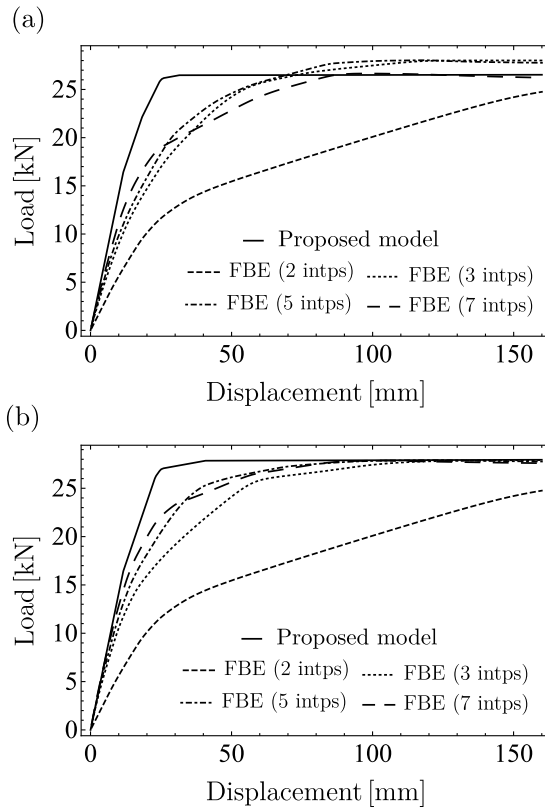 (a)
25
20
15
10
5
0
Load [kN]
Proposed model
FBE (2 intps) FBE (3 intps)
FBE (5 intps) FBE (7 intps)
0 50 100 150
Displacement [mm]
(b)
25
20
15
10
5
0
Load [kN]
Proposed model
FBE (2 intps) FBE (3 intps)
FBE (5 intps) FBE (7 intps)
0 50 100 150
Displacement [mm]